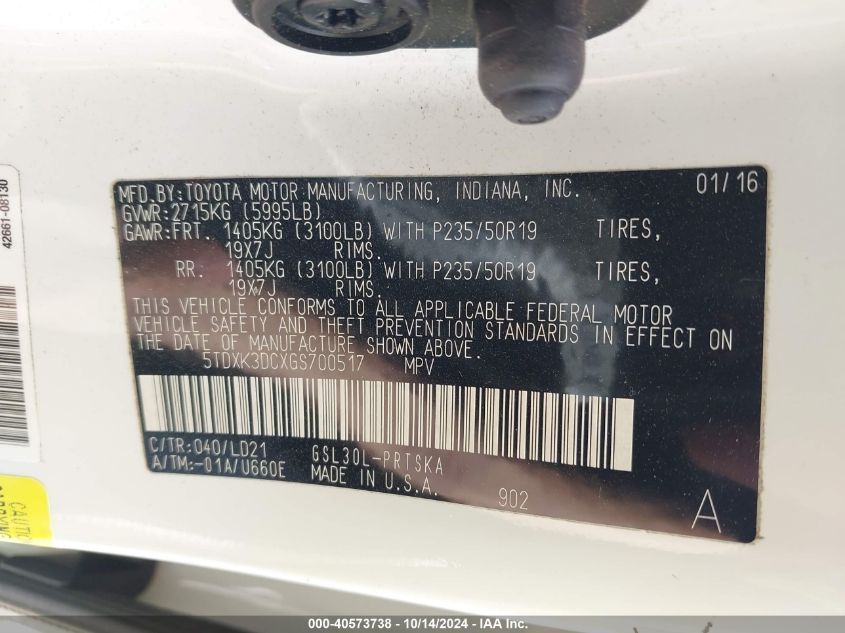 42661-08130
MFD.BY:TOYOTA MOTOR MANUFACTURING, INDIANA, INC. 01/16
GVWR:2715KG (5995LB)
GAWR:FRT. 1405KG (3100LB) WITH P235/50R19 TIRES,
19X7J RIMS.
RR. 1405KG (3100LB) WITH P235/50R19 TIRES,
19X7J RIMS.
THIS VEHICLE CONFORMS TO ALL APPLICABLE FEDERAL MOTOR
VEHICLE SAFETY AND THEFT PREVENTION STANDARDS IN EFFECT ON
THE DATE OF MANUFACTURE SHOWN ABOVE.
5TDXK3DCXGS700517 MPV
C/TR:040/LD21 GSL30L-PRTSKA
A/TM:-01A/U660E MADE IN U.S.A.
902 A
000-40573738 - 10/14/2024 - IAA Inc.